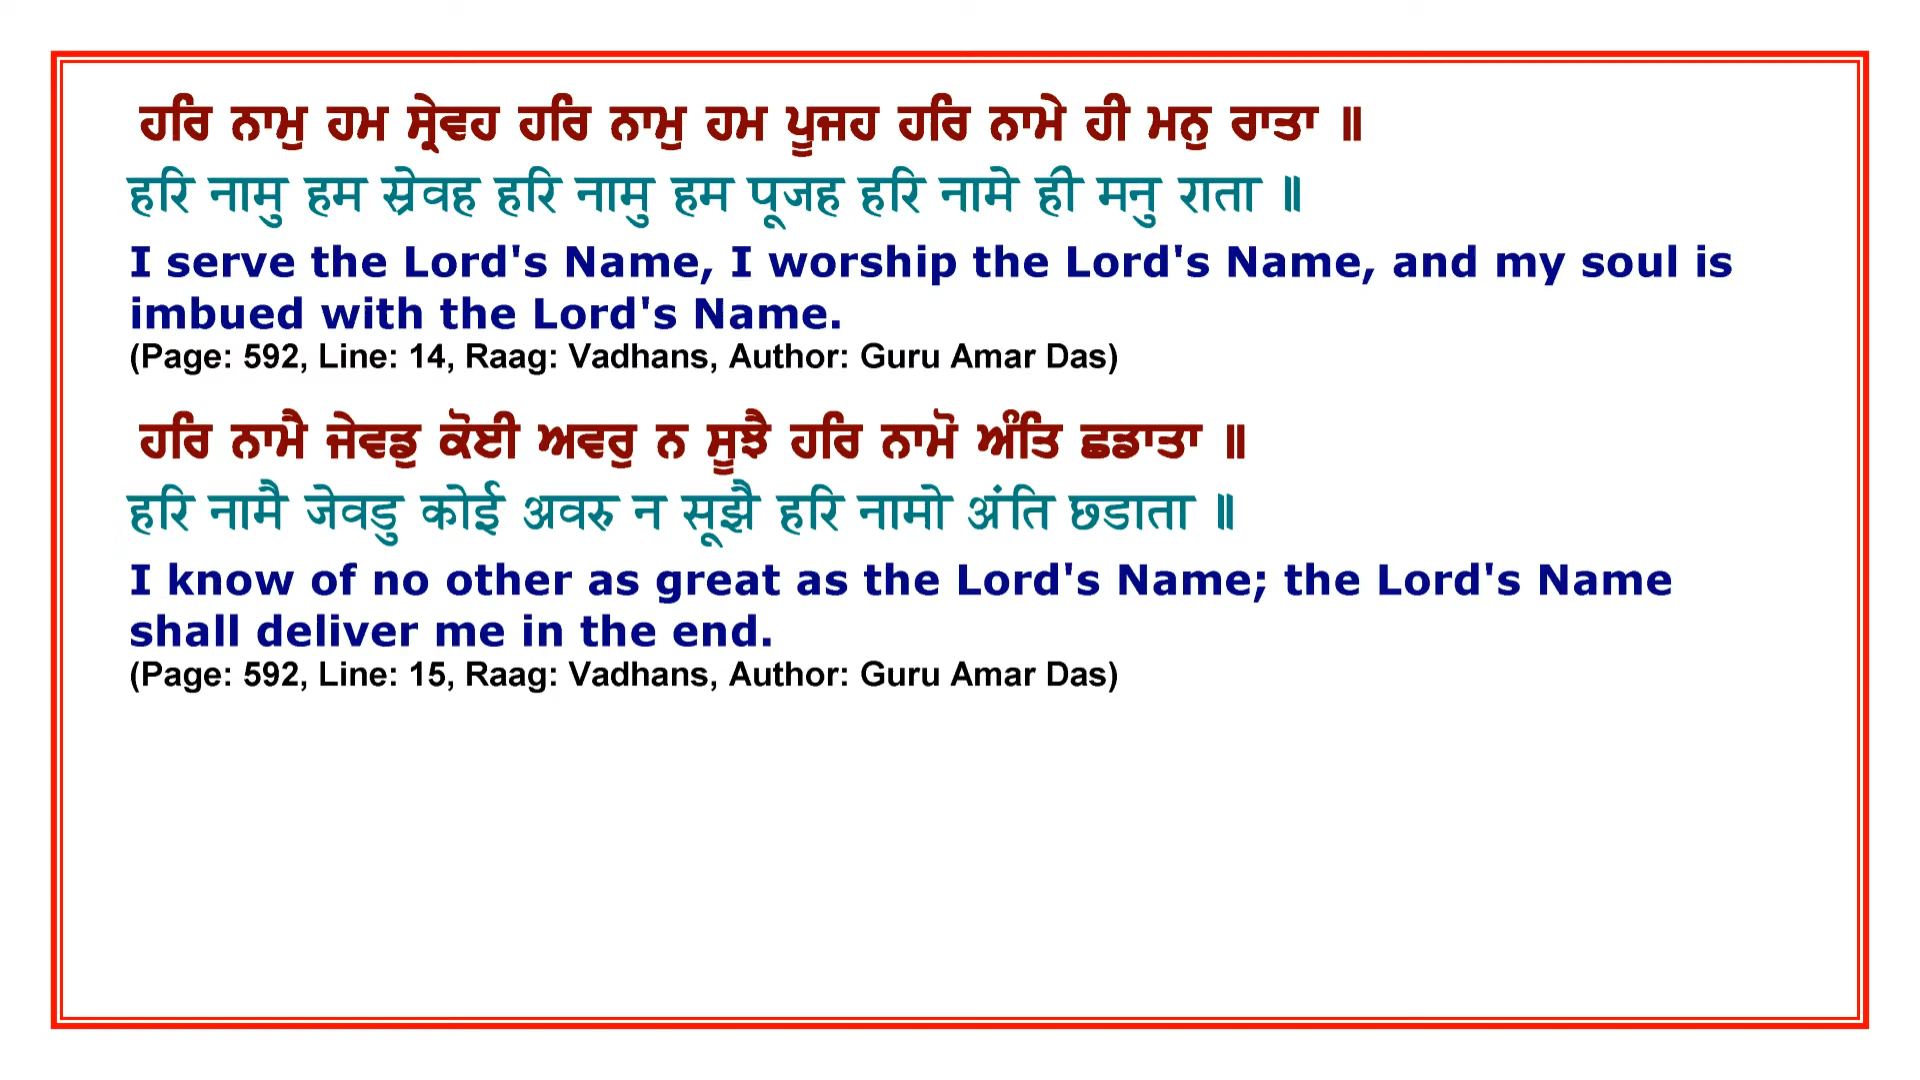 ਹਰਿ ਨਾਮੁ ਹਮ ਸ੍ਰੇਵਹ ਹਰਿ ਨਾਮੁ ਹਮ ਪੂਜਹ ਹਰਿ ਨਾਮੇ ਹੀ ਮਨੁ ਰਾਤਾ ॥
हरि नामु हम स्रेवह हरि नामु हम पूजह हरि नामे ही मनु राता ॥
I serve the Lord's Name, I worship the Lord's Name, and my soul is
imbued with the Lord's Name.
(Page: 592, Line: 14, Raag: Vadhans, Author: Guru Amar Das)
ਹਰਿ ਨਾਮੈ ਜੇਵਡੁ ਕੋਈ ਅਵਰੁ ਨ ਸੂਝੈ ਹਰਿ ਨਾਮੋ ਅੰਤਿ ਛਡਾਤਾ ॥
हरि नामै जेवडु कोई अवरु न सूझै हरि नामो अंति छडाता ॥
I know of no other as great as the Lord's Name; the Lord's Name
shall deliver me in the end.
(Page: 592, Line: 15, Raag: Vadhans, Author: Guru Amar Das)